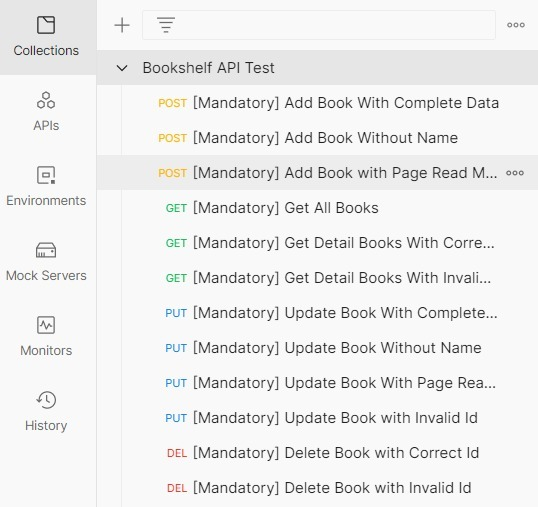 Collections
APIs
Environments
Mock Servers
Monitors
History
Bookshelf API Test
POST [Mandatory] Add Book With Complete Data
POST [Mandatory] Add Book Without Name
POST [Mandatory] Add Book with Page Read M...
GET [Mandatory] Get All Books
GET [Mandatory] Get Detail Books With Corre...
GET [Mandatory] Get Detail Books With Invali...
PUT [Mandatory] Update Book With Complete...
PUT [Mandatory] Update Book Without Name
PUT [Mandatory] Update Book With Page Rea...
PUT [Mandatory] Update Book with Invalid Id
DEL [Mandatory] Delete Book with Correct Id
DEL [Mandatory] Delete Book with Invalid Id